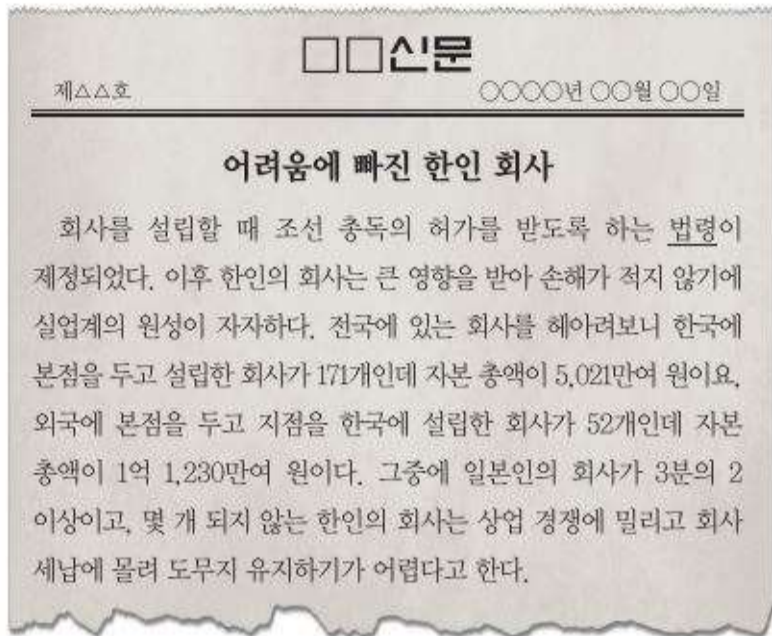 □□신문
제△△호 ○○○○년 ○○월 ○○일
어려움에 빠진 한인 회사
회사를 설립할 때 조선 총독의 허가를 받도록 하는 법령이
제정되었다. 이후 한인의 회사는 큰 영향을 받아 손해가 적지 않기에
실업계의 원성이 자자하다. 전국에 있는 회사를 헤아려보니 한국에
본점을 두고 설립한 회사가 171개인데 자본 총액이 5,021만여 원이요,
외국에 본점을 두고 지점을 한국에 설립한 회사가 52개인데 자본
총액이 1억 1,230만여 원이다. 그중에 일본인의 회사가 3분의 2
이상이고, 몇 개 되지 않는 한인의 회사는 상업 경쟁에 밀리고 회사
세납에 몰려 도무지 유지하기가 어렵다고 한다.